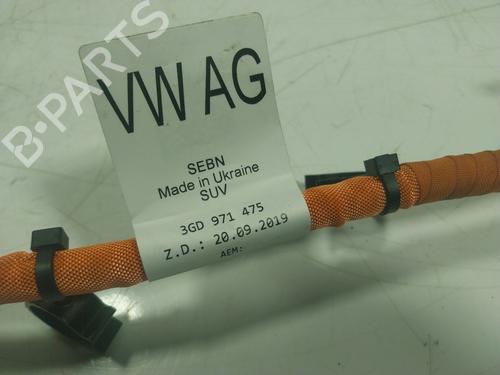 B-PARTS
VW AG
SEBN
Made in Ukraine
SUV
3GD 971 475
Z.D.: 20.09.2019
AEM: